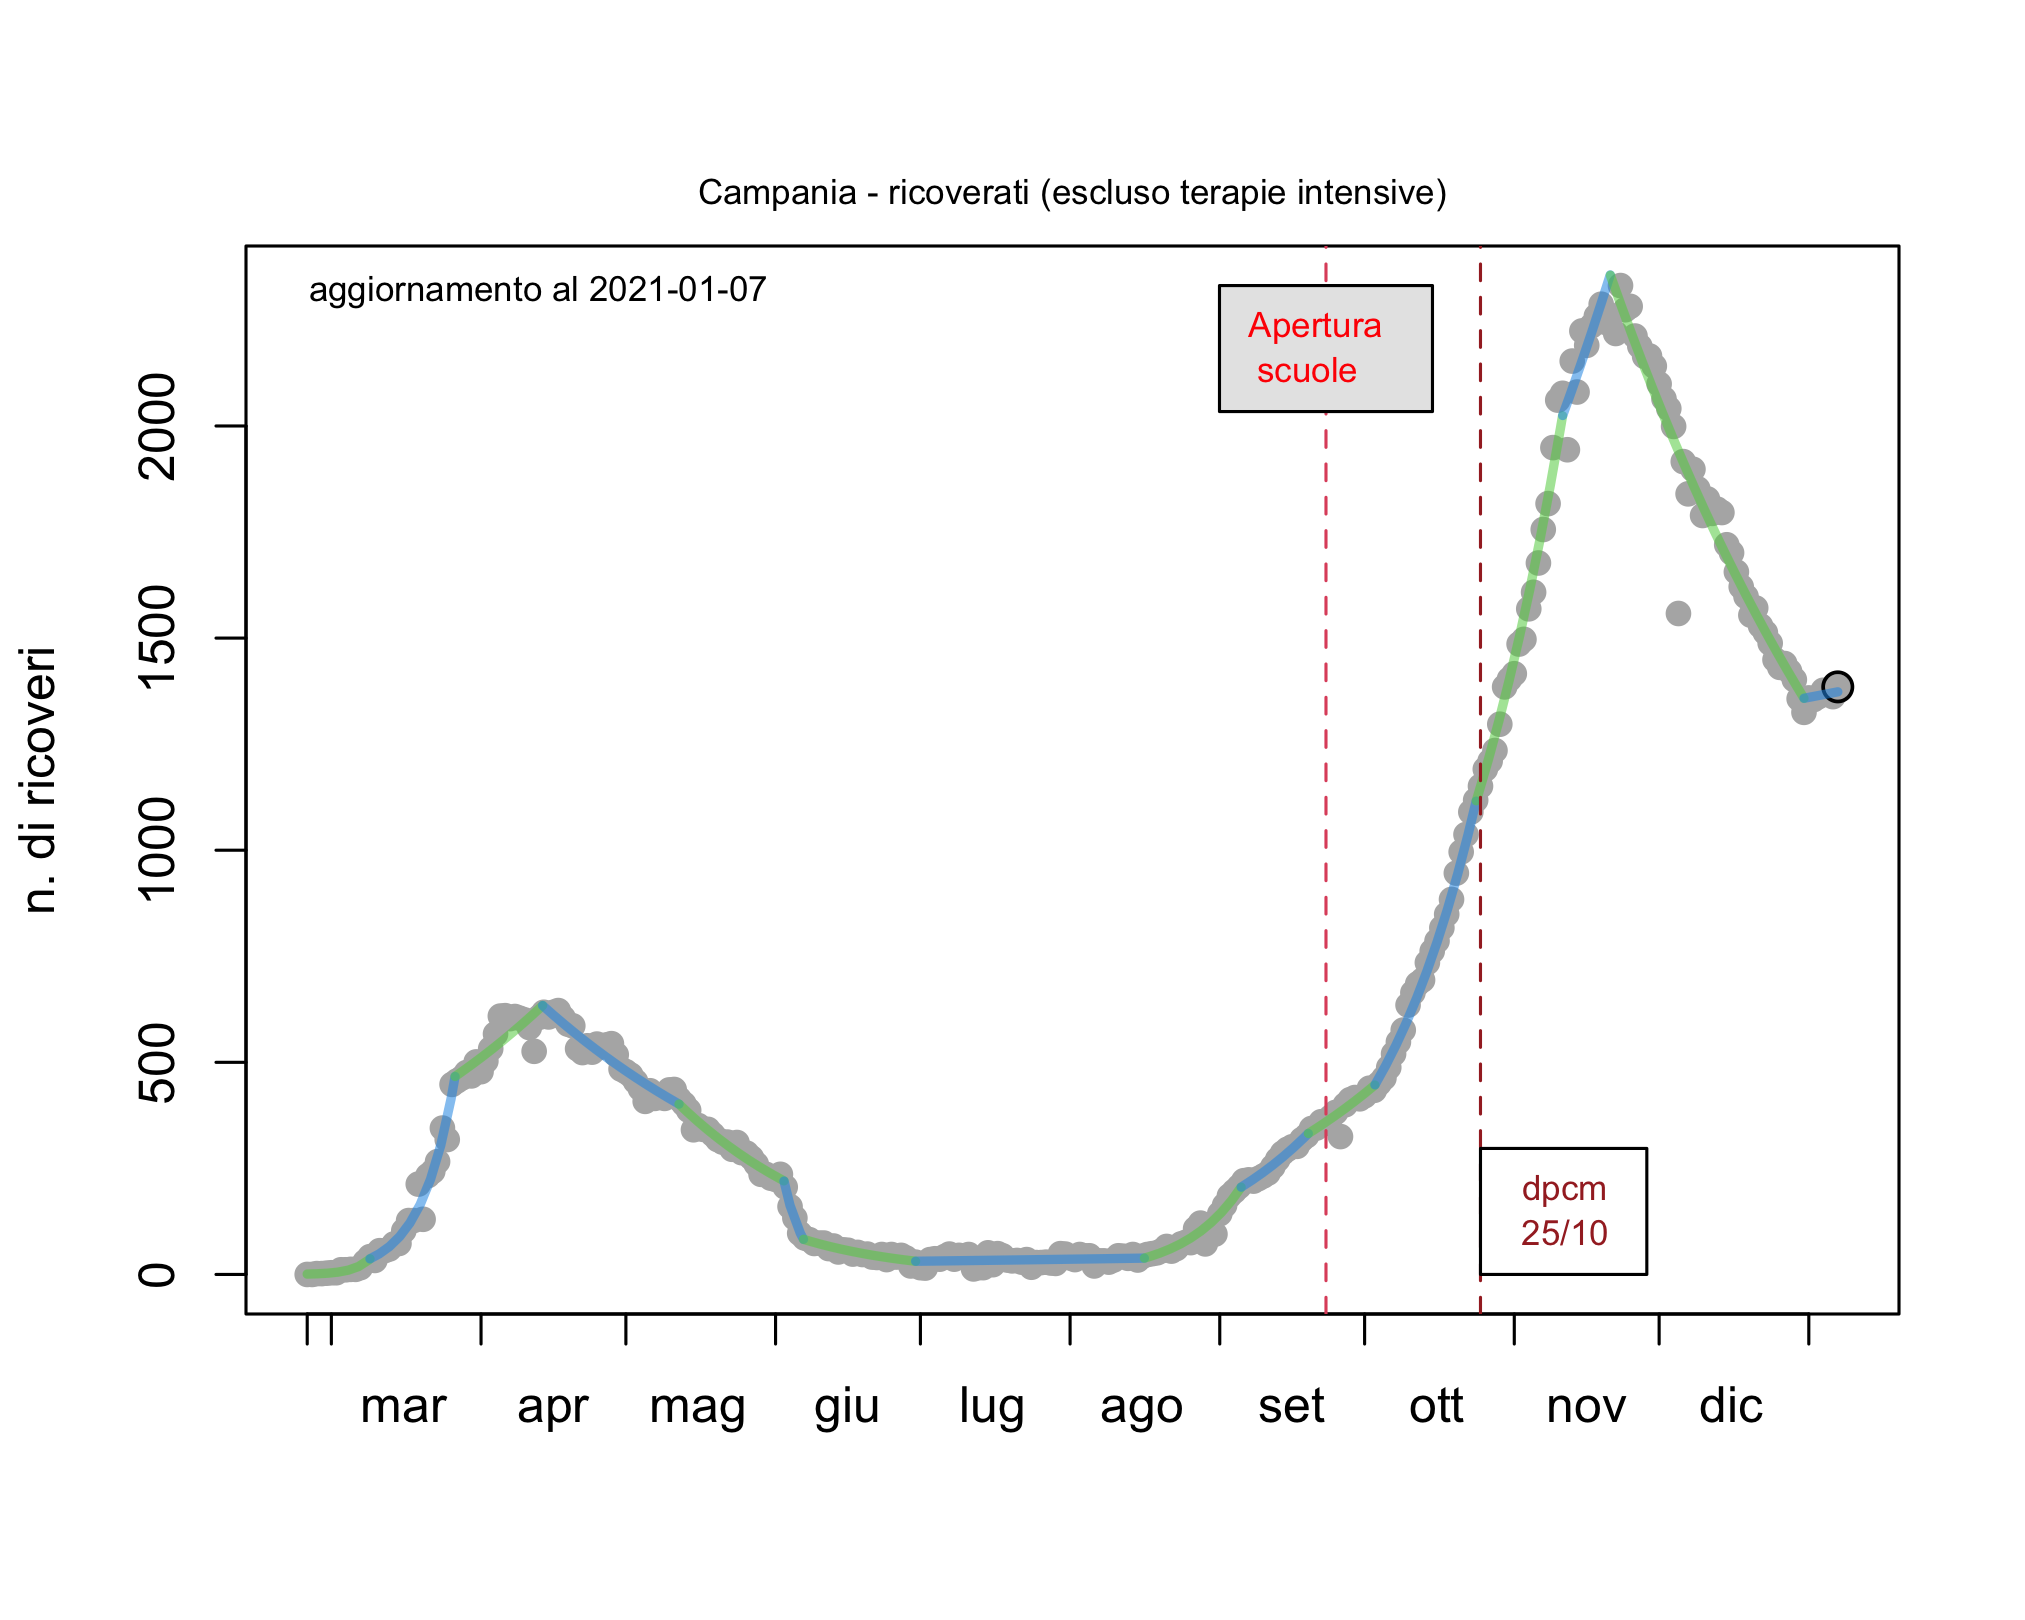 Campania - ricoverati (escluso terapie intensive)
aggiornamento al 2021-01-07
Apertura
scuole
dpcm
25/10
n. di ricoveri
0
500
1000
1500
2000
mar apr mag giu lug ago set ott nov dic